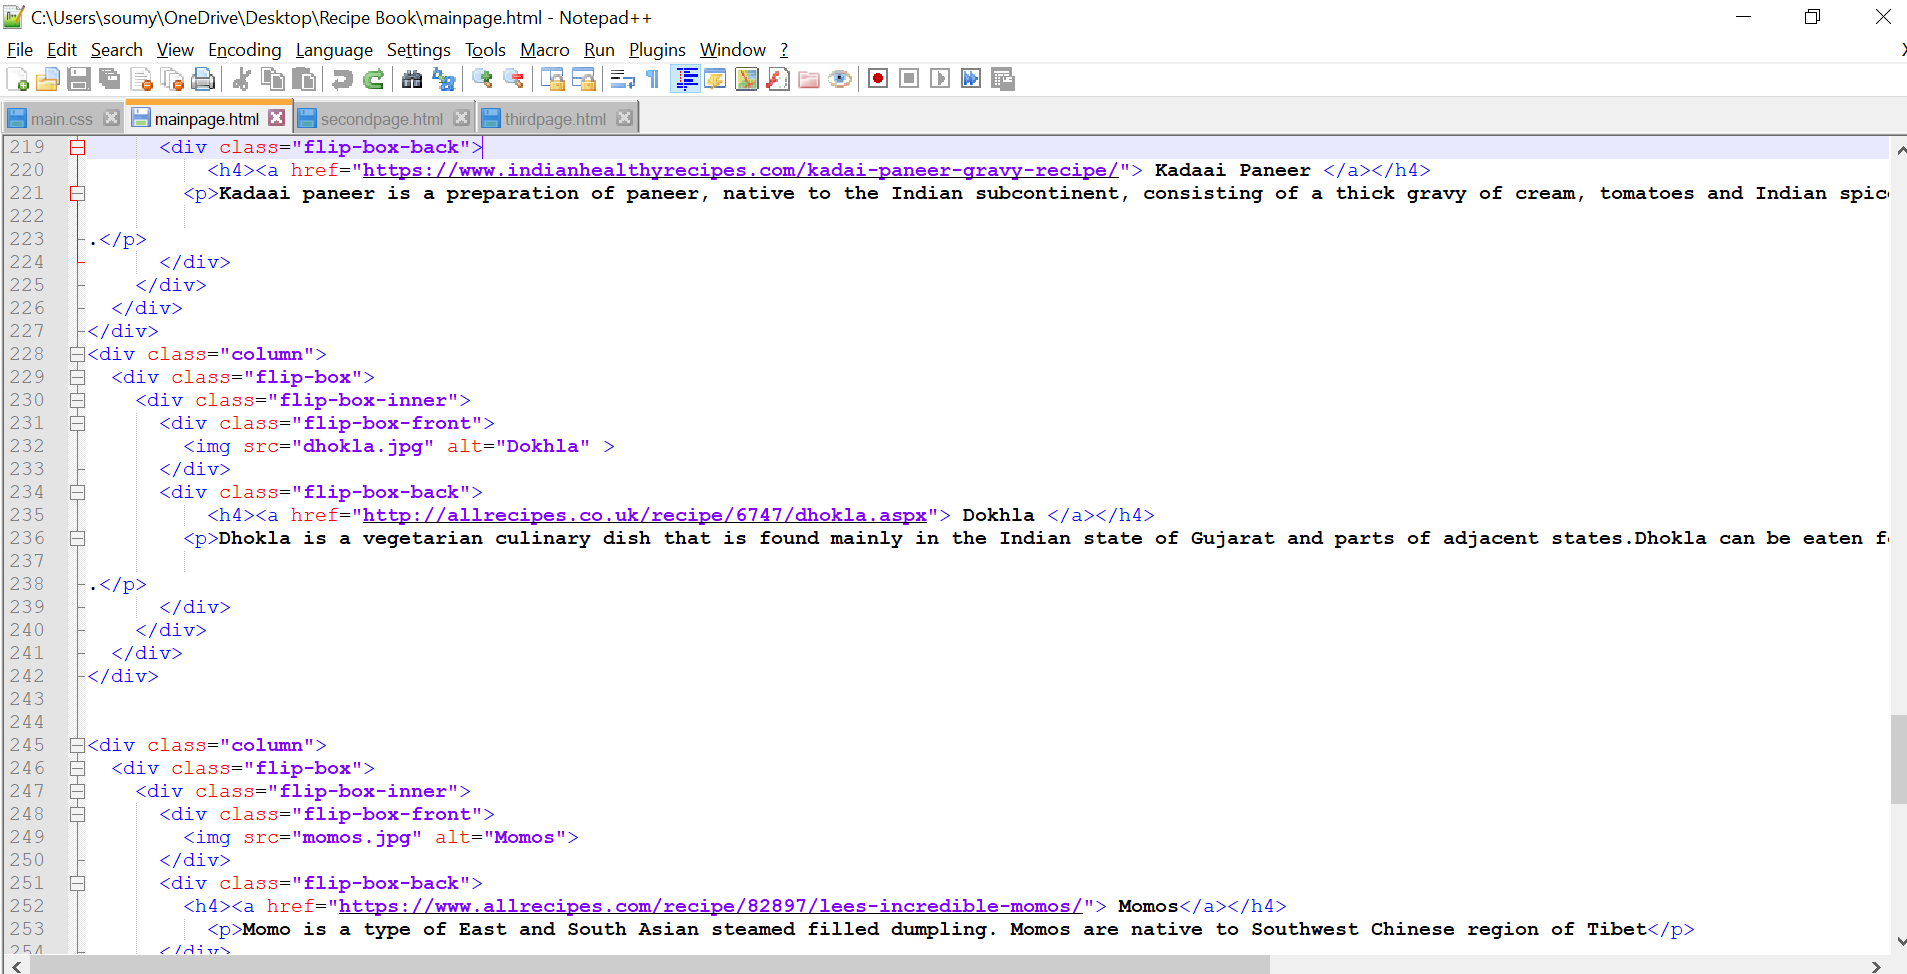 C:\Users\soumy\OneDrive\Desktop\Recipe Book\mainpage.html - Notepad++
File Edit Search View Encoding Language Settings Tools Macro Run Plugins Window ?
main.css mainpage.html secondpage.html thirdpage.html
219 <div class="flip-box-back">
220 <h4><a href="https://www.indianhealthyrecipes.com/kadai-paneer-gravy-recipe/"> Kadaai Paneer </a></h4>
221 <p>Kadaai paneer is a preparation of paneer, native to the Indian subcontinent, consisting of a thick gravy of cream, tomatoes and Indian spic
222
223 .</p>
224 </div>
225 </div>
226 </div>
227 </div>
228 <div class="column">
229 <div class="flip-box">
230 <div class="flip-box-inner">
231 <div class="flip-box-front">
232 <img src="dhokla.jpg" alt="Dokhla" >
233 </div>
234 <div class="flip-box-back">
235 <h4><a href="http://allrecipes.co.uk/recipe/6747/dhokla.aspx"> Dokhla </a></h4>
236 <p>Dhokla is a vegetarian culinary dish that is found mainly in the Indian state of Gujarat and parts of adjacent states.Dhokla can be eaten f
237
238 .</p>
239 </div>
240 </div>
241 </div>
242 </div>
243
244
245 <div class="column">
246 <div class="flip-box">
247 <div class="flip-box-inner">
248 <div class="flip-box-front">
249 <img src="momos.jpg" alt="Momos">
250 </div>
251 <div class="flip-box-back">
252 <h4><a href="https://www.allrecipes.com/recipe/82897/lees-incredible-momos/"> Momos</a></h4>
253 <p>Momo is a type of East and South Asian steamed filled dumpling. Momos are native to Southwest Chinese region of Tibet</p>
254 </div>